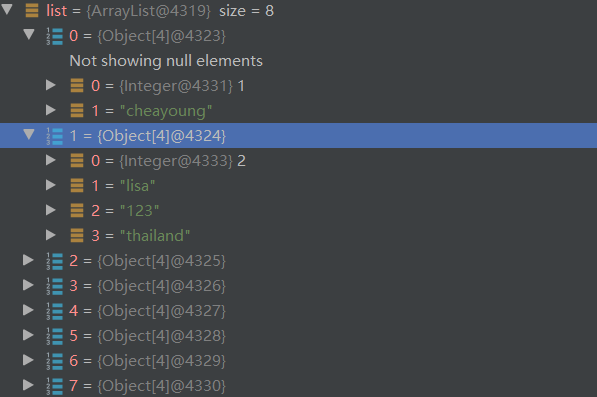 list = {ArrayList@4319} size = 8
0 = {Object[4]@4323}
Not showing null elements
0 = {Integer@4331} 1
1 = "cheayoung"
1 = {Object[4]@4324}
0 = {Integer@4333} 2
1 = "lisa"
2 = "123"
3 = "thailand"
2 = {Object[4]@4325}
3 = {Object[4]@4326}
4 = {Object[4]@4327}
5 = {Object[4]@4328}
6 = {Object[4]@4329}
7 = {Object[4]@4330}